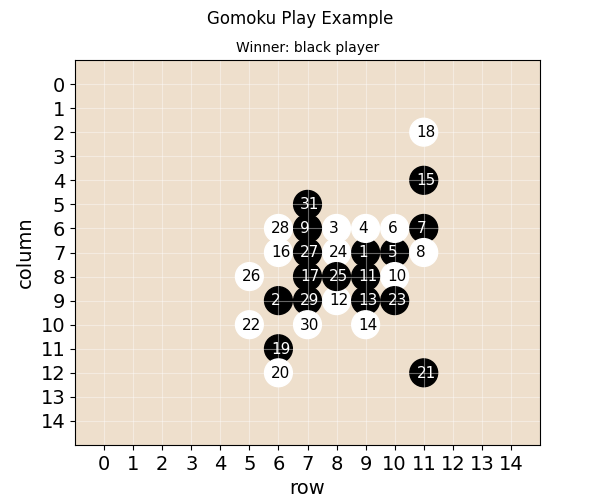 Gomoku Play Example
Winner: black player
0
1
2 18
3
4 15
5 31
6 28 9 3 4 6 7
7 16 27 24 1 5 8
8 26 17 25 11 10
9 2 29 12 13 23
10 22 30 14
11 19
12 20 21
13
14
column
0 1 2 3 4 5 6 7 8 9 10 11 12 13 14
row